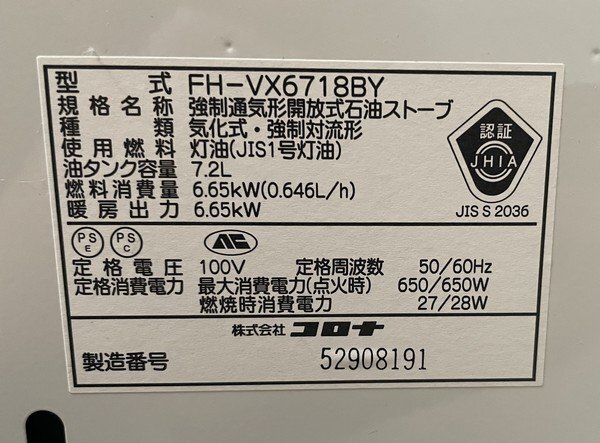 型式 FH-VX6718BY
規格名称 強制通気形開放式石油ストーブ
種類 気化式・強制対流形
使用燃料 灯油(JIS1号灯油)
油タンク容量 7.2L
燃料消費量 6.65kW(0.646L/h)
暖房出力 6.65kW
認証
JHIA
JIS S 2036
PS E PS C
定格電圧 100V 定格周波数 50/60Hz
定格消費電力 最大消費電力(点火時) 650/650W
燃焼時消費電力 27/28W
株式会社 コロナ
製造番号 52908191